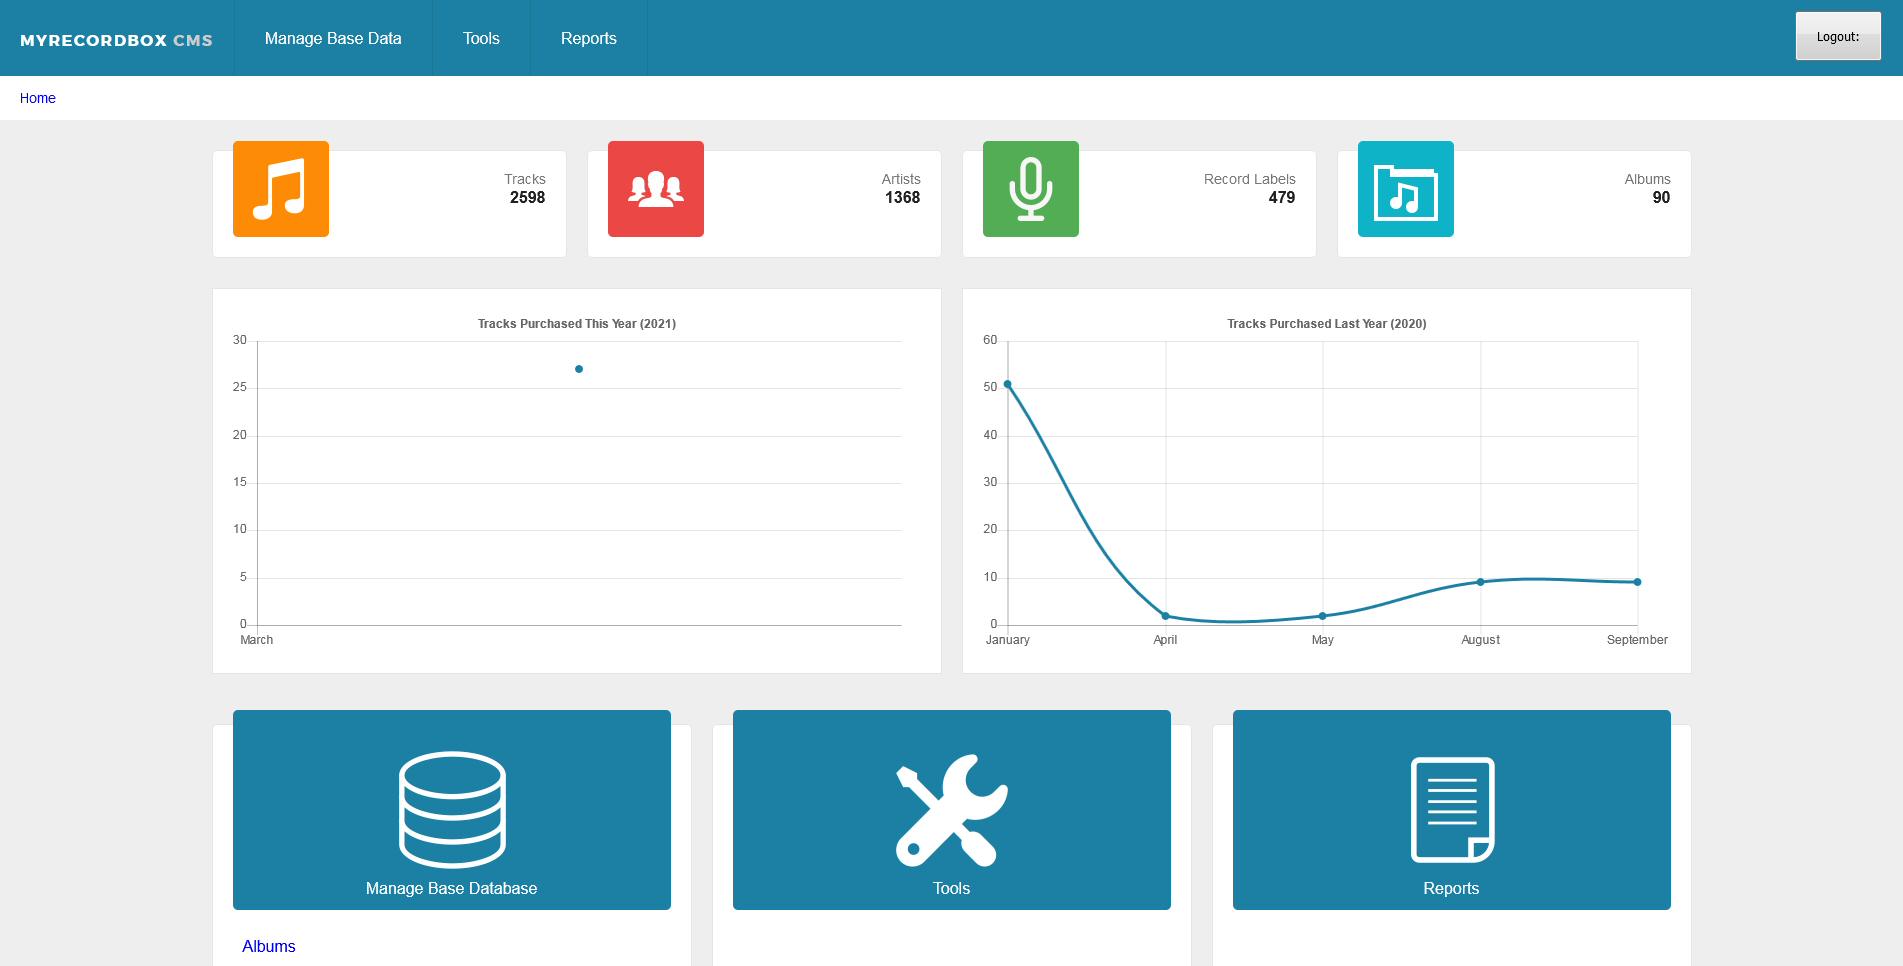 MYRECORDBOX CMS
Manage Base Data
Tools
Reports
Logout:
Home
Tracks
2598
Artists
1368
Record Labels
479
Albums
90
Tracks Purchased This Year (2021)
30
25
20
15
10
5
0
March
Tracks Purchased Last Year (2020)
60
50
40
30
20
10
0
January April May August September
Manage Base Database
Tools
Reports
Albums